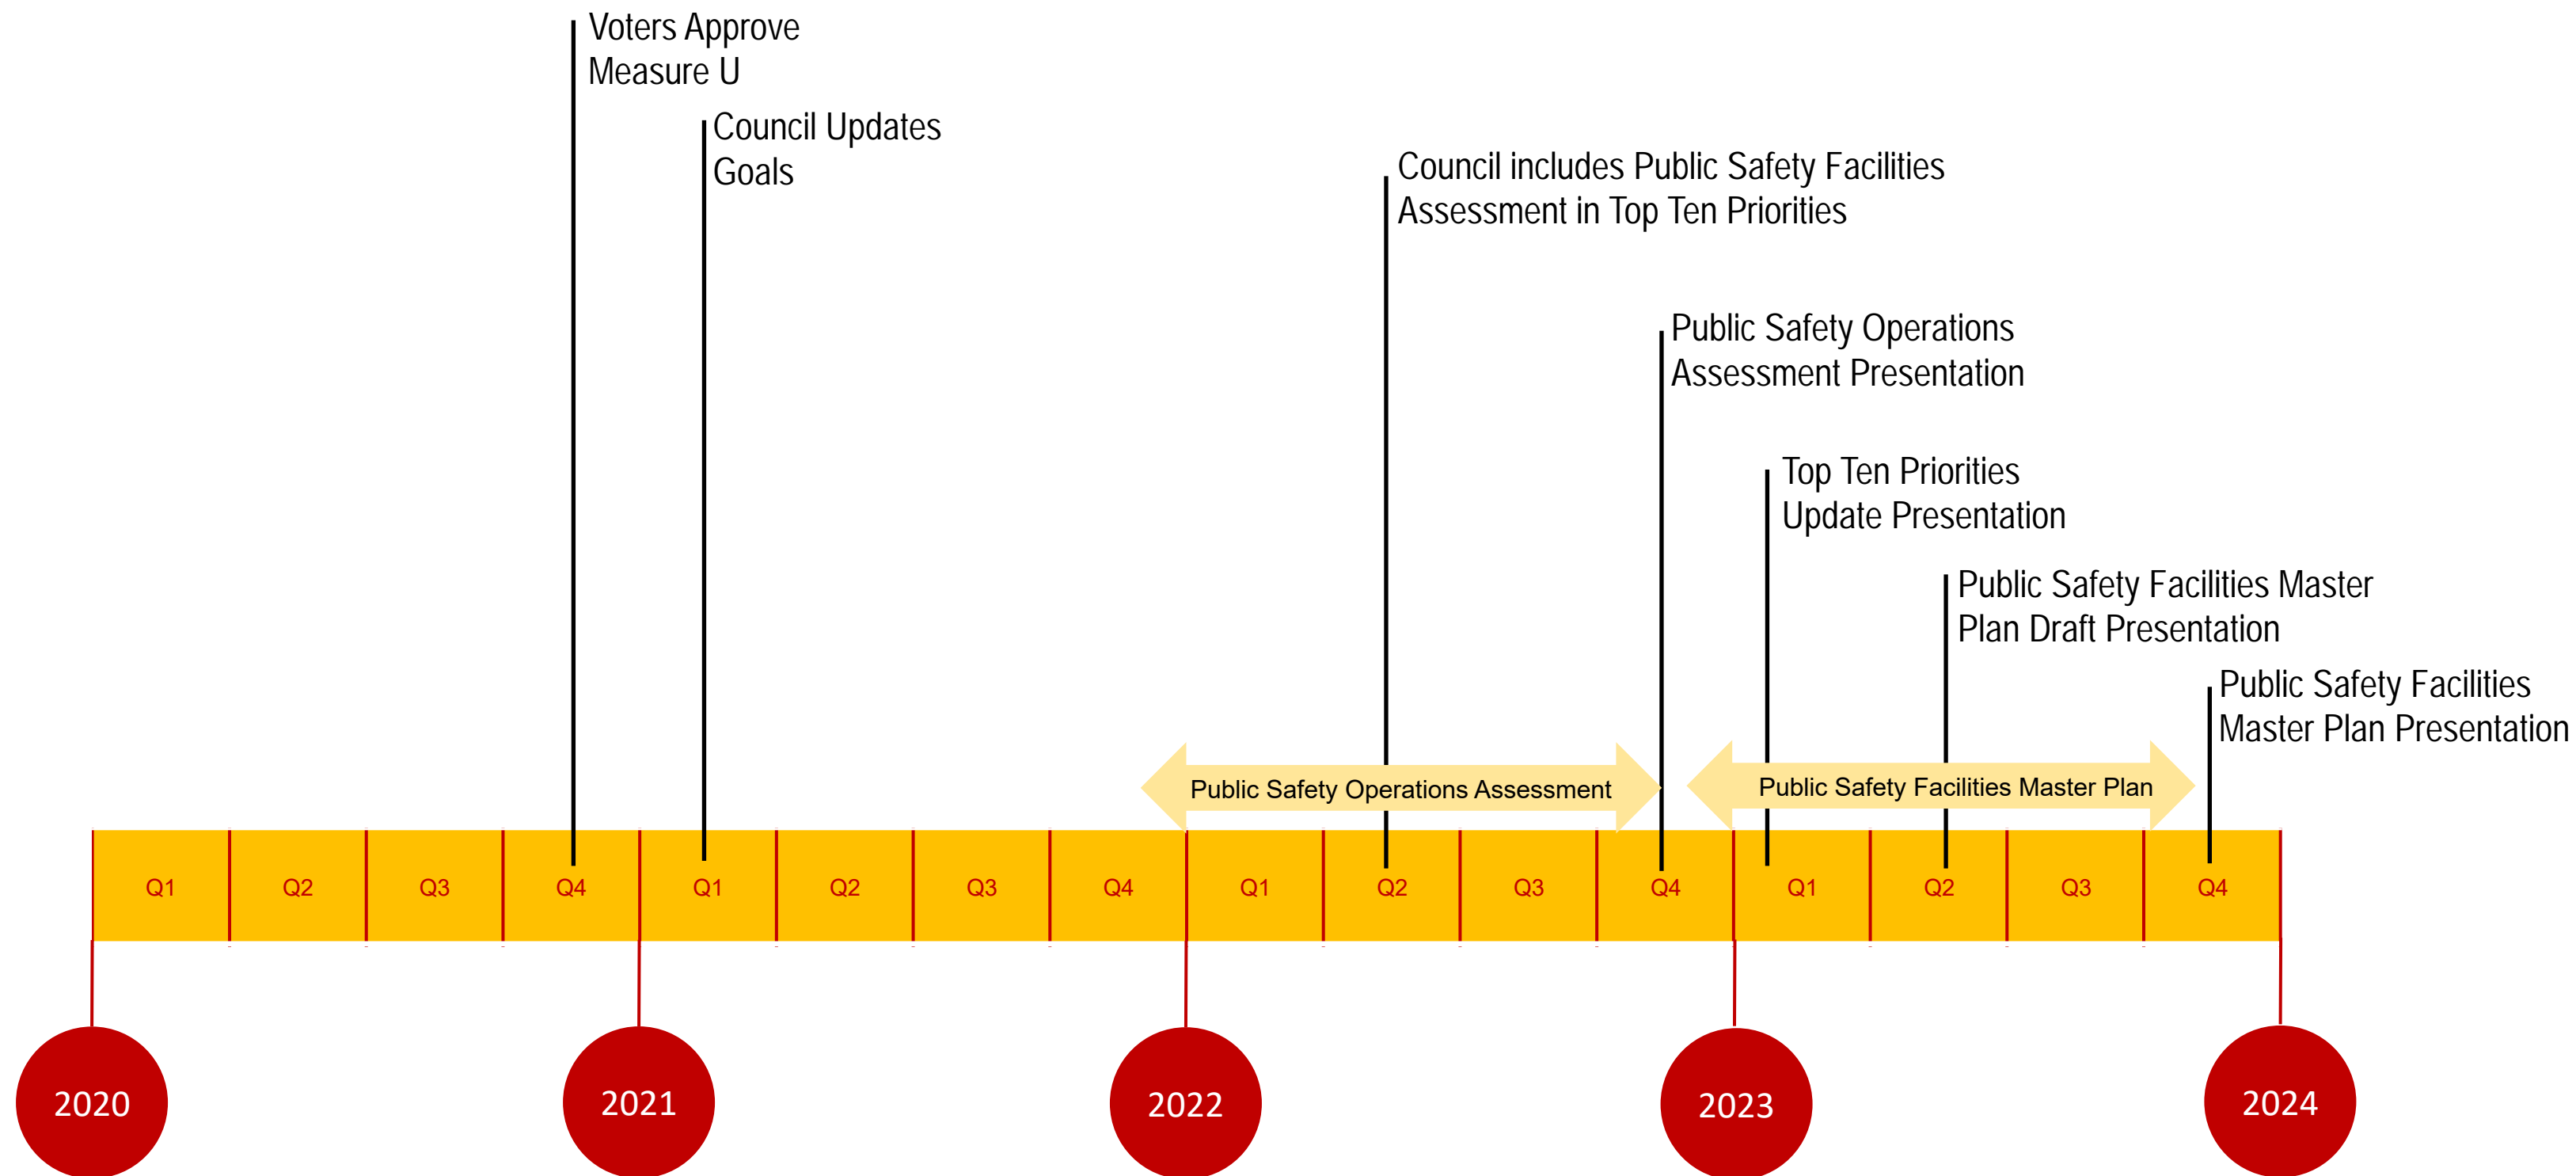 Voters Approve
Measure U
Council Updates
Goals
Council includes Public Safety Facilities
Assessment in Top Ten Priorities
Public Safety Operations
Assessment Presentation
Top Ten Priorities
Update Presentation
Public Safety Facilities Master
Plan Draft Presentation
Public Safety Facilities
Master Plan Presentation
Public Safety Operations Assessment
Public Safety Facilities Master Plan
Q1 Q2 Q3 Q4 Q1 Q2 Q3 Q4 Q1 Q2 Q3 Q4 Q1 Q2 Q3 Q4
2020 2021 2022 2023 2024